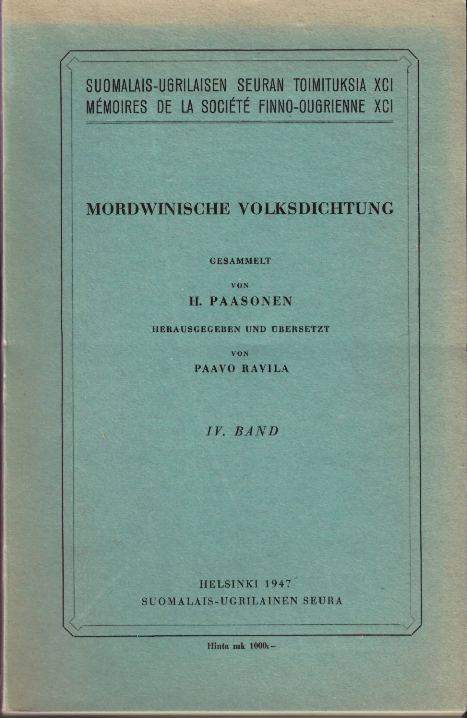 SUOMALAIS-UGRILAISEN SEURAN TOIMITUKSIA XCI
MÉMOIRES DE LA SOCIÉTÉ FINNO-OUGRIENNE XCI
MORDWINISCHE VOLKSDICHTUNG
GESAMMELT
VON
H. PAASONEN
HERAUSGEGEBEN UND ÜBERSETZT
VON
PAAVO RAVILA
IV. BAND
HELSINKI 1947
SUOMALAIS-UGRILAINEN SEURA
Hinta mk 1000:-